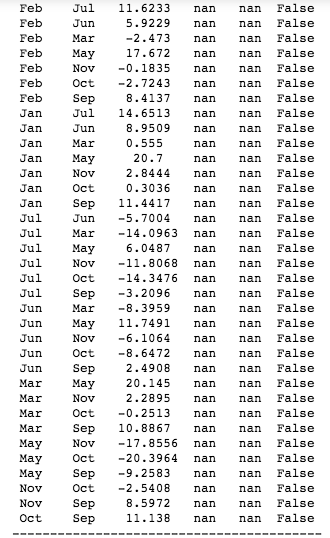 Feb Jul 11.6233 nan nan False
Feb Jun 5.9229 nan nan False
Feb Mar -2.473 nan nan False
Feb May 17.672 nan nan False
Feb Nov -0.1835 nan nan False
Feb Oct -2.7243 nan nan False
Feb Sep 8.4137 nan nan False
Jan Jul 14.6513 nan nan False
Jan Jun 8.9509 nan nan False
Jan Mar 0.555 nan nan False
Jan May 20.7 nan nan False
Jan Nov 2.8444 nan nan False
Jan Oct 0.3036 nan nan False
Jan Sep 11.4417 nan nan False
Jul Jun -5.7004 nan nan False
Jul Mar -14.0963 nan nan False
Jul May 6.0487 nan nan False
Jul Nov -11.8068 nan nan False
Jul Oct -14.3476 nan nan False
Jul Sep -3.2096 nan nan False
Jun Mar -8.3959 nan nan False
Jun May 11.7491 nan nan False
Jun Nov -6.1064 nan nan False
Jun Oct -8.6472 nan nan False
Jun Sep 2.4908 nan nan False
Mar May 20.145 nan nan False
Mar Nov 2.2895 nan nan False
Mar Oct -0.2513 nan nan False
Mar Sep 10.8867 nan nan False
May Nov -17.8556 nan nan False
May Oct -20.3964 nan nan False
May Sep -9.2583 nan nan False
Nov Oct -2.5408 nan nan False
Nov Sep 8.5972 nan nan False
Oct Sep 11.138 nan nan False
--------------------------------------------